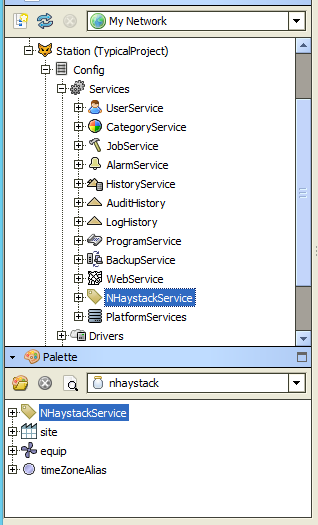 My Network
Station (TypicalProject)
Config
Services
UserService
CategoryService
JobService
AlarmService
HistoryService
AuditHistory
LogHistory
ProgramService
BackupService
WebService
NHaystackService
PlatformServices
Drivers
Palette
nhaystack
NHaystackService
site
equip
timeZoneAlias